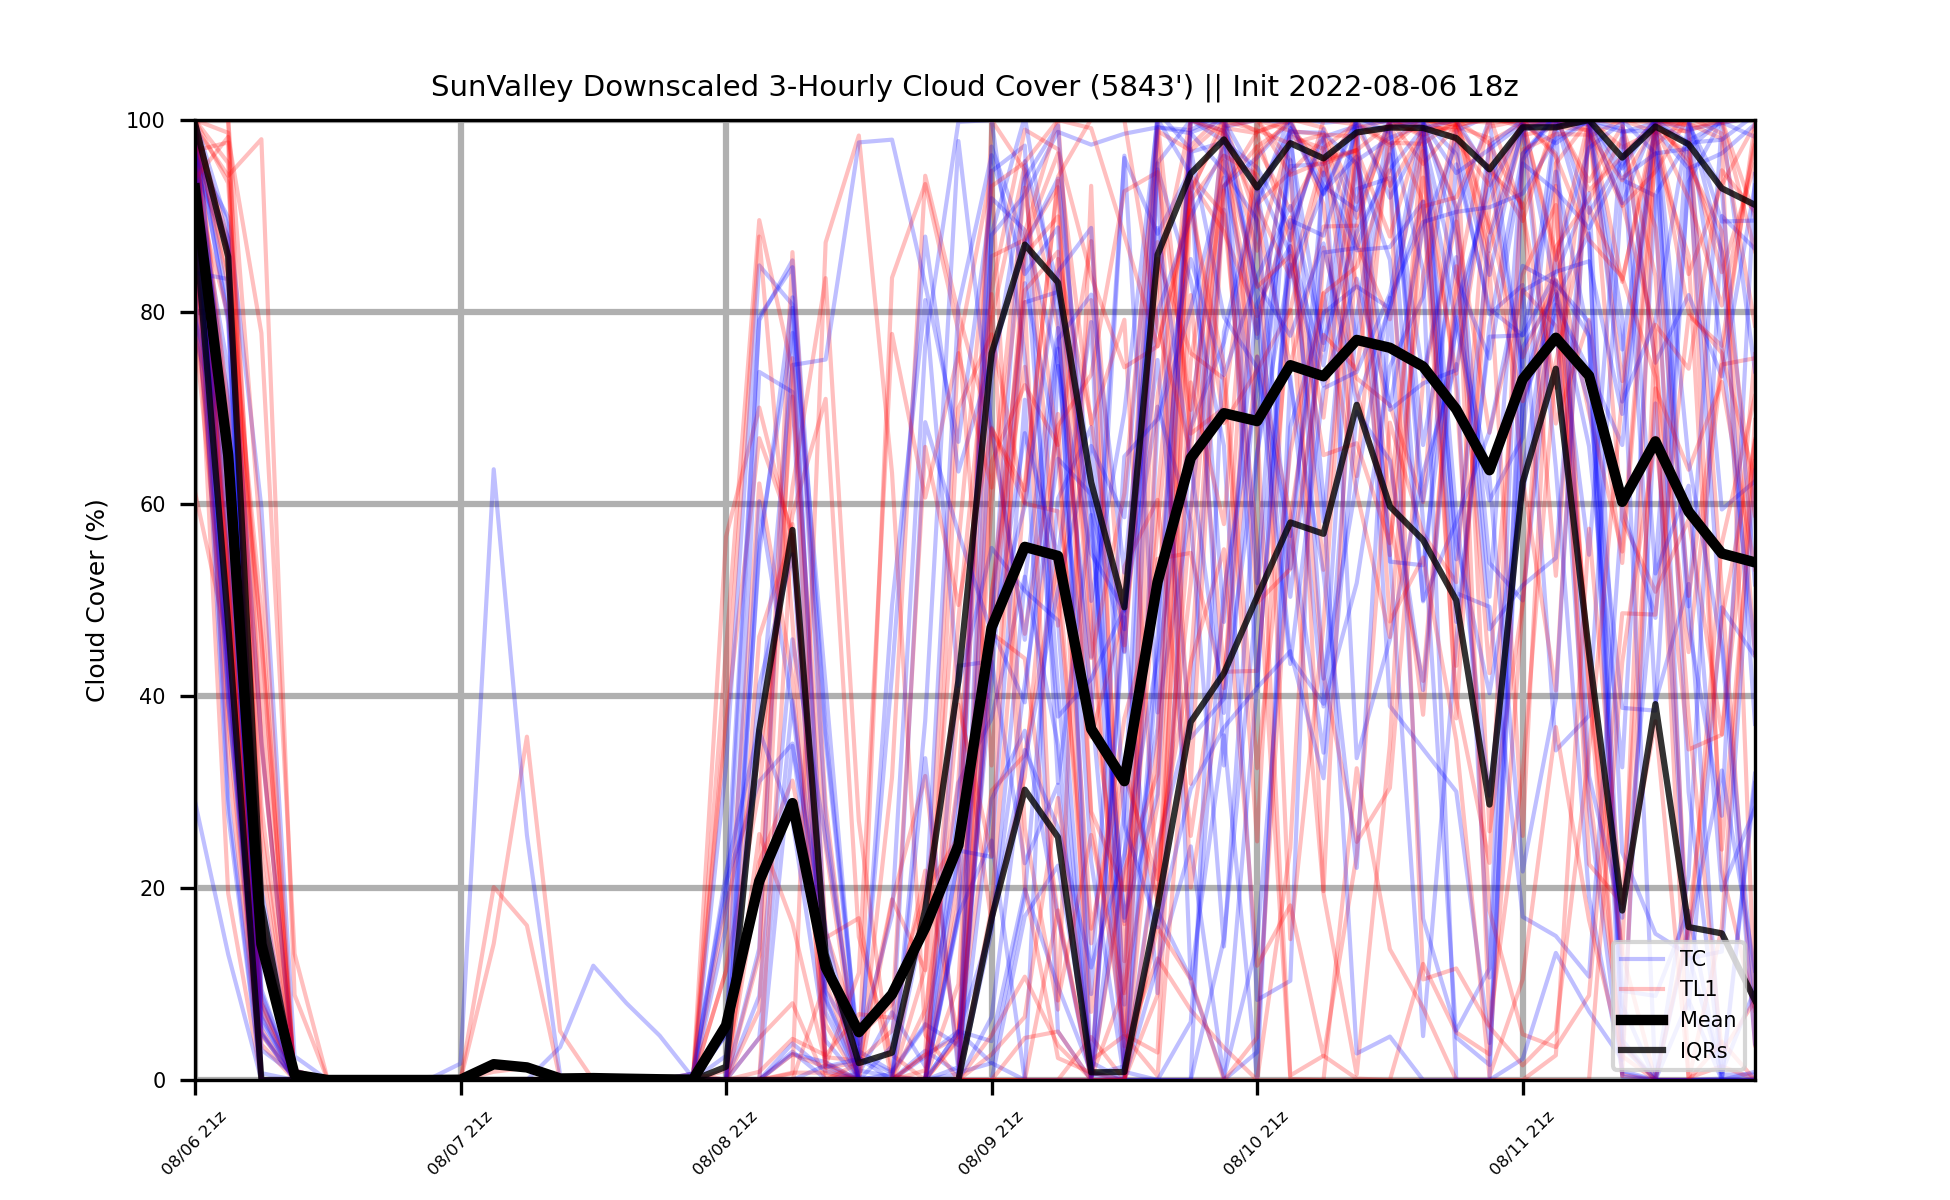 SunValley Downscaled 3-Hourly Cloud Cover (5843') || Init 2022-08-06 18z
Cloud Cover (%)
100
80
60
40
20
0
08/06 21z
08/07 21z
08/08 21z
08/09 21z
08/10 21z
08/11 21z
TC
TL1
Mean
IQRs